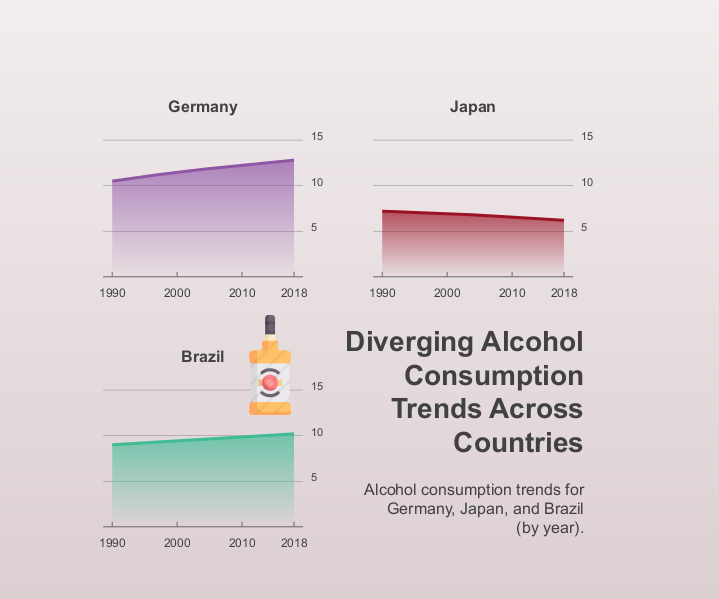 Germany
15
10
5
1990 2000 2010 2018
Japan
15
10
5
1990 2000 2010 2018
Brazil
15
10
5
1990 2000 2010 2018
Diverging Alcohol
Consumption
Trends Across
Countries
Alcohol consumption trends for
Germany, Japan, and Brazil
(by year).